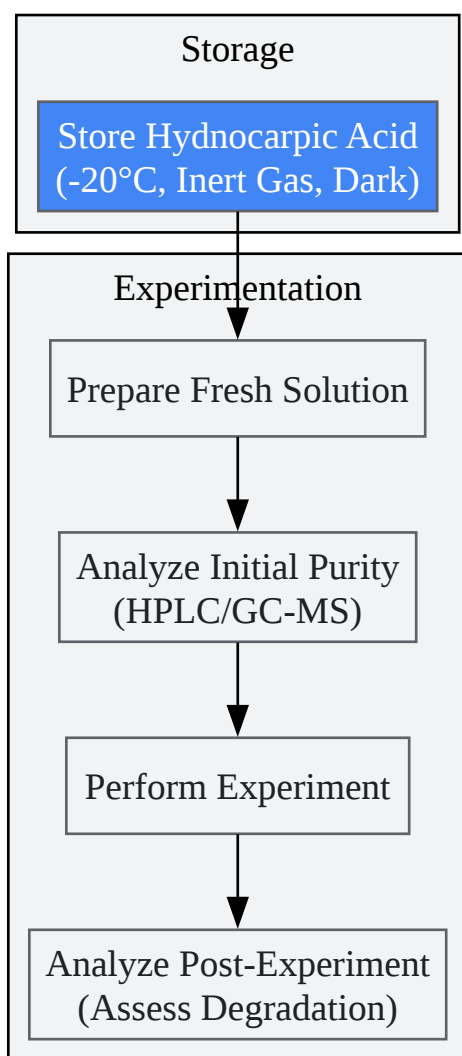 Storage
Store Hydnocarpic Acid
(-20°C, Inert Gas, Dark)
Experimentation
Prepare Fresh Solution
Analyze Initial Purity
(HPLC/GC-MS)
Perform Experiment
Analyze Post-Experiment
(Assess Degradation)